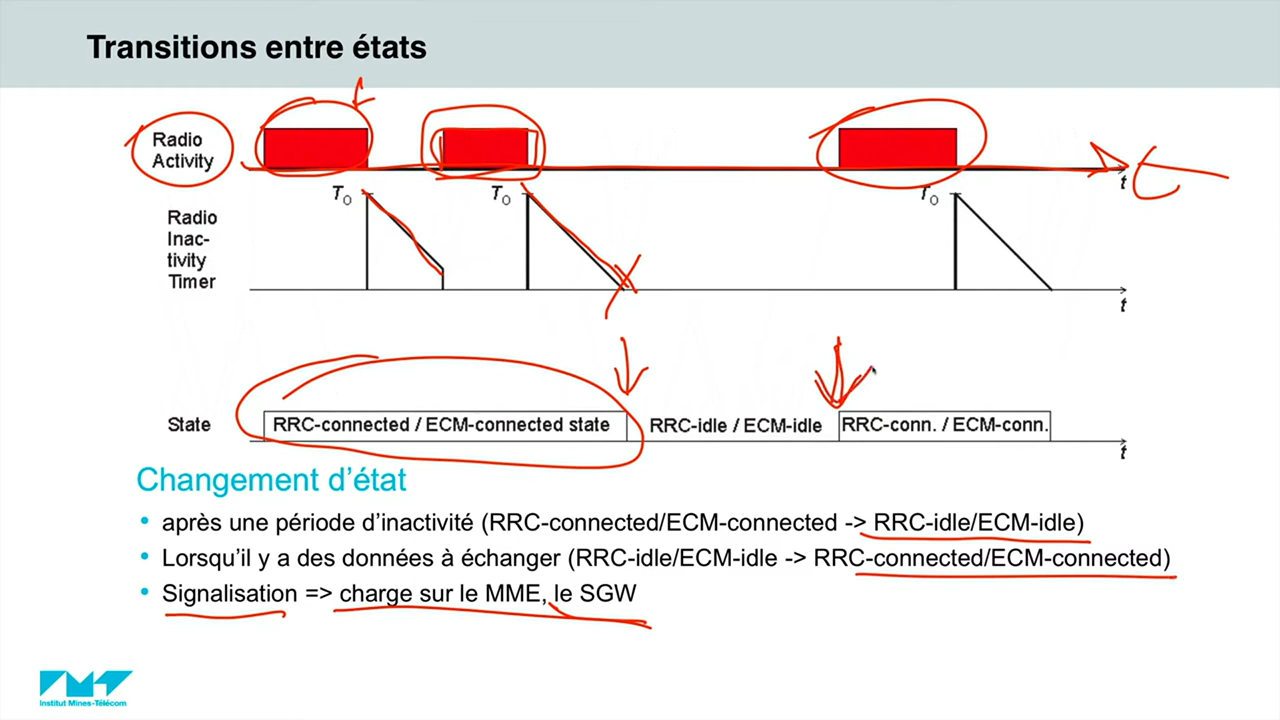 Transitions entre états
Radio
Activity
t
t
T0
T0
T0
Radio
Inac-
tivity
Timer
t
State
RRC-connected / ECM-connected state
RRC-idle / ECM-idle
RRC-conn. / ECM-conn.
t
Changement d'état
• après une période d'inactivité (RRC-connected/ECM-connected -> RRC-idle/ECM-idle)
• Lorsqu'il y a des données à échanger (RRC-idle/ECM-idle -> RRC-connected/ECM-connected)
• Signalisation => charge sur le MME, le SGW
Institut Mines-Télécom